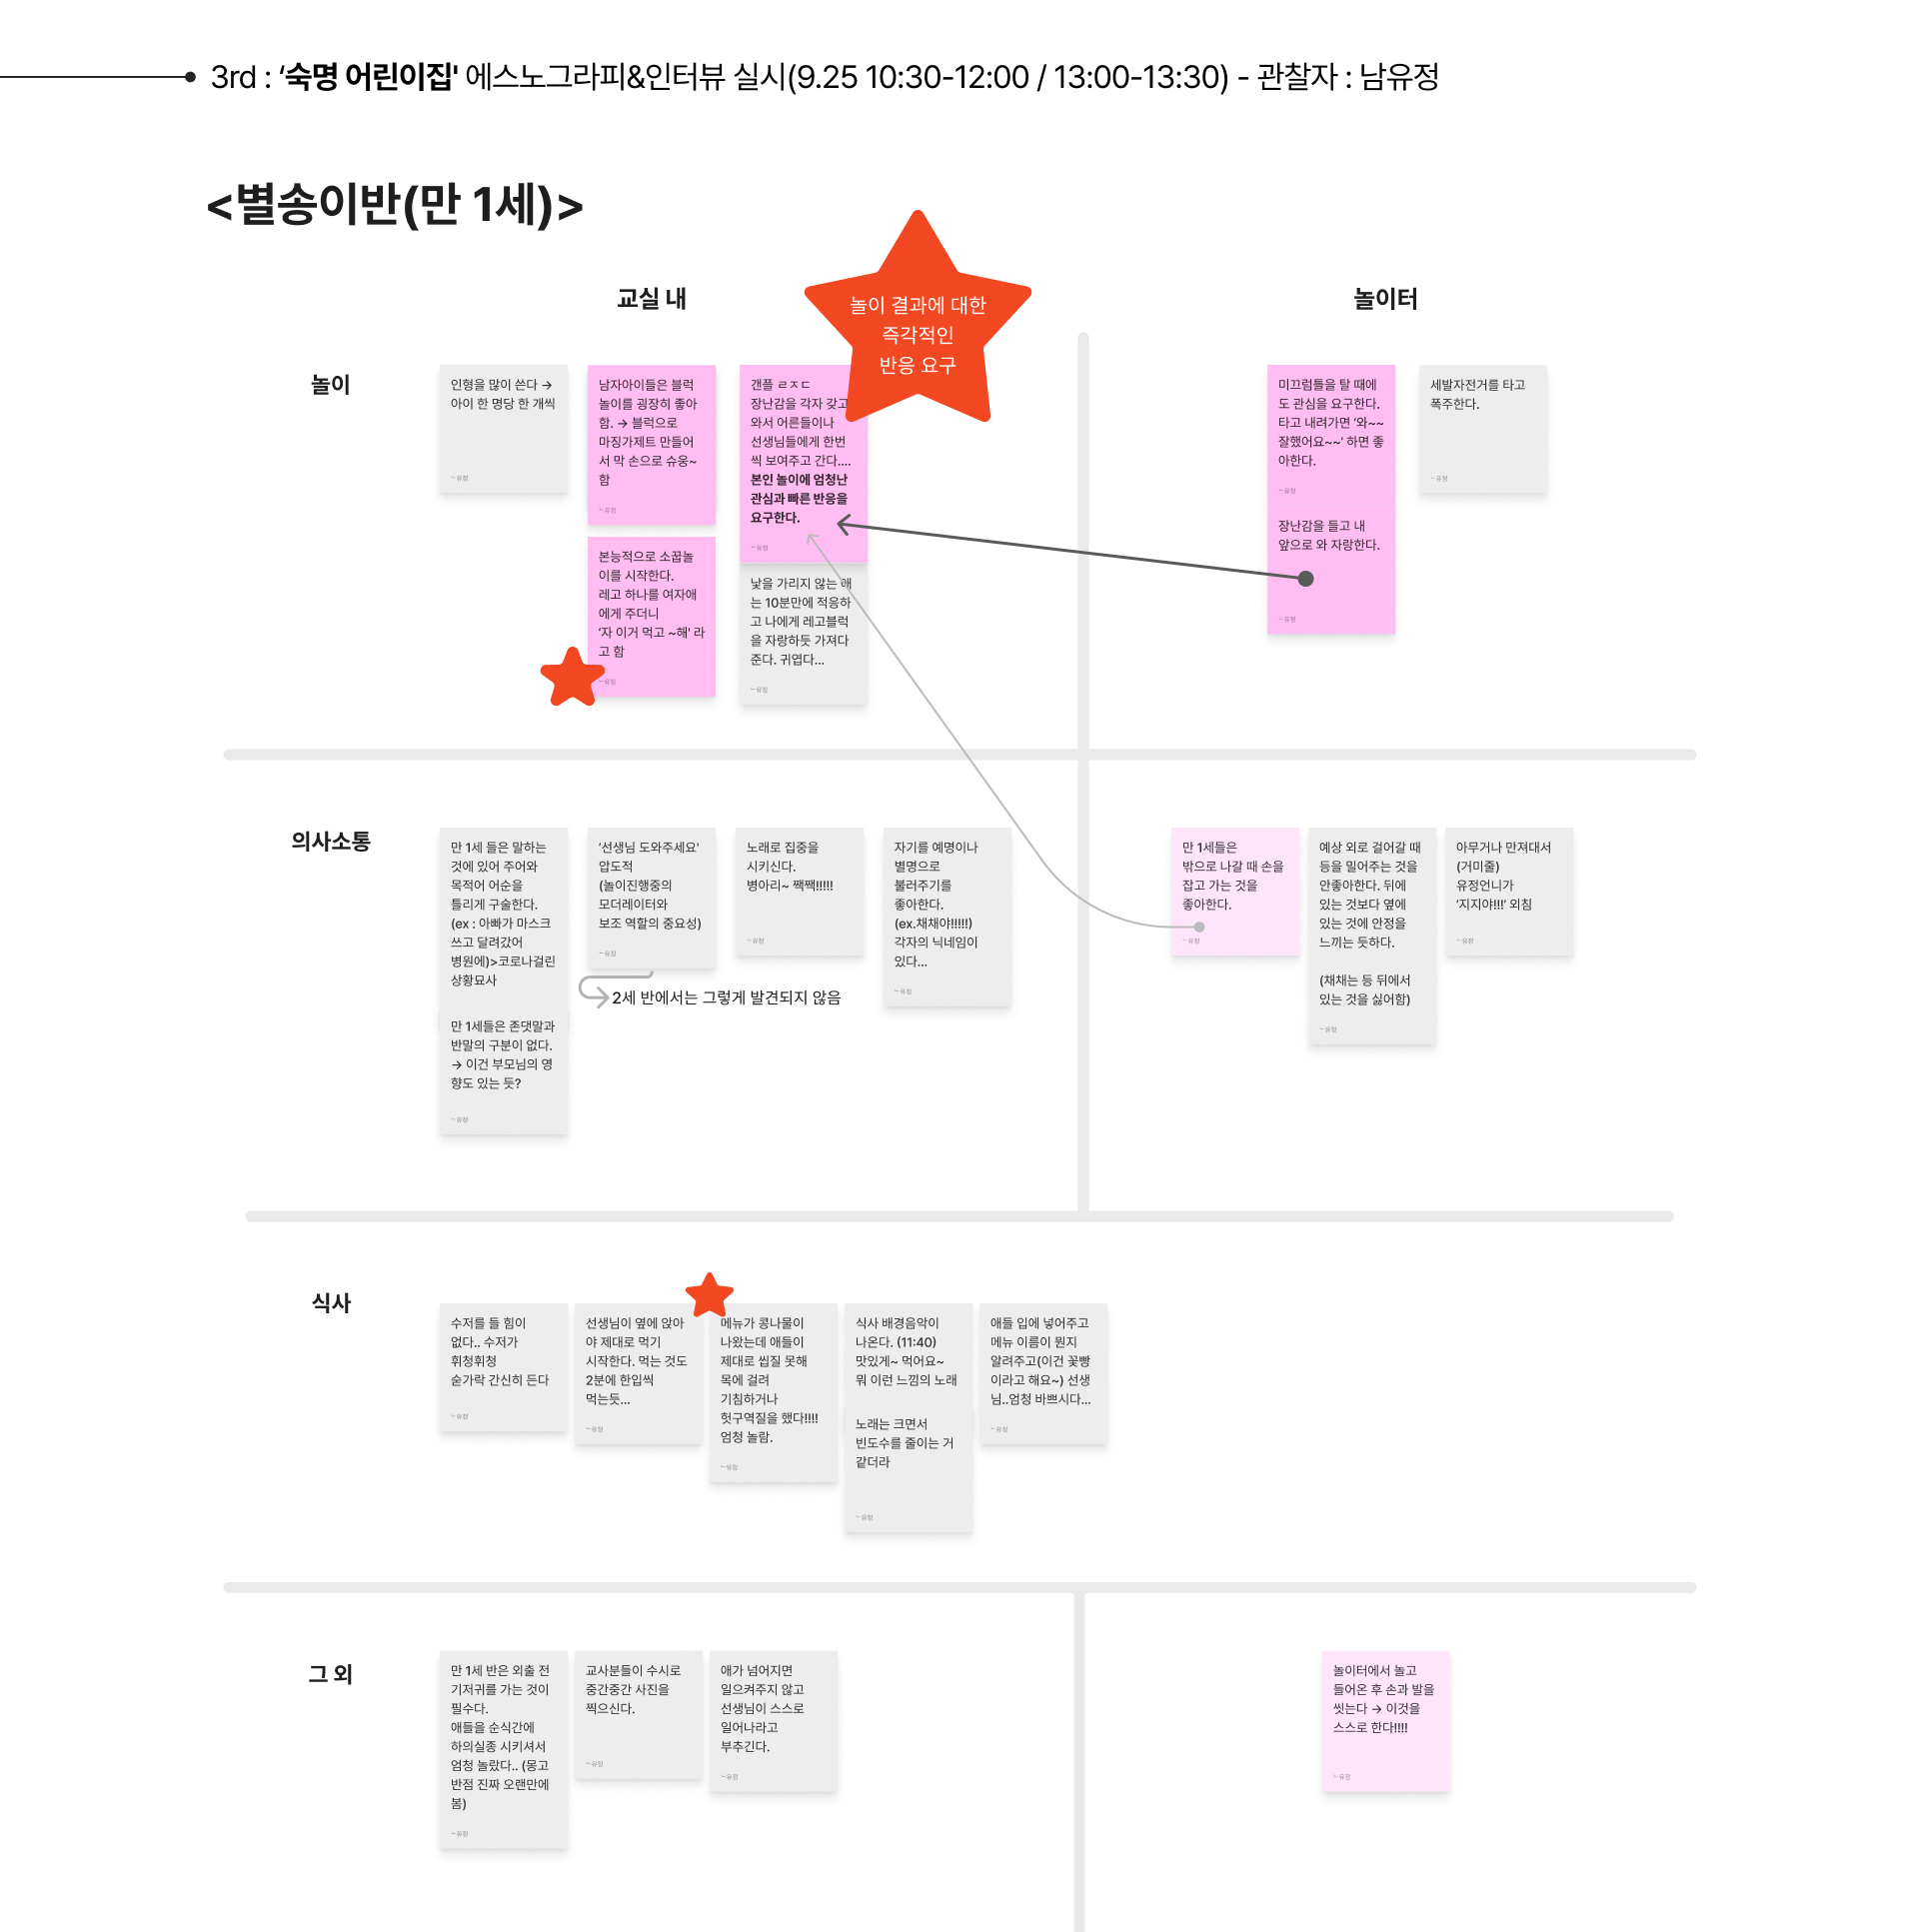 3rd : ‘숙명 어린이집' 에스노그라피&인터뷰 실시(9.25 10:30-12:00 / 13:00-13:30) - 관찰자 : 남유정
<별송이반(만 1세)>
교실 내
놀이터
놀이 결과에 대한
즉각적인
반응 요구
놀이
인형을 많이 쓴다 →
아이 한 명당 한 개씩
~유정
남자아이들은 블럭
놀이를 굉장히 좋아
함. → 블럭으로
마징가제트 만들어
서 막 손으로 슈웅~
함
~유정
갠플 ㄹㅈㄷ
장난감을 각자 갖고
와서 어른들이나
선생님들에게 한번
씩 보여주고 간다....
본인 놀이에 엄청난
관심과 빠른 반응을
요구한다.
~유정
본능적으로 소꿉놀
이를 시작한다.
레고 하나를 여자애
에게 주더니
‘자 이거 먹고 ~해' 라
고 함
~유정
낯을 가리지 않는 애
는 10분만에 적응하
고 나에게 레고블럭
을 자랑하듯 가져다
준다. 귀엽다...
~유정
미끄럼틀을 탈 때에
도 관심을 요구한다.
타고 내려가면 ‘와~~
잘했어요~~’ 하면 좋
아한다.
~유정
장난감을 들고 내
앞으로 와 자랑한다.
~유정
세발자전거를 타고
폭주한다.
~유정
의사소통
만 1세 들은 말하는
것에 있어 주어와
목적어 어순을
틀리게 구술한다.
(ex : 아빠가 마스크
쓰고 달려갔어
병원에)>코로나걸린
상황묘사
만 1세들은 존댓말과
반말의 구분이 없다.
→ 이건 부모님의 영
향도 있는 듯?
~유정
‘선생님 도와주세요'
압도적
(놀이진행중의
모더레이터와
보조 역할의 중요성)
~유정
2세 반에서는 그렇게 발견되지 않음
노래로 집중을
시키신다.
병아리~ 짹짹!!!!!
~유정
자기를 예명이나
별명으로
불러주기를
좋아한다.
(ex.채채야!!!!!)
각자의 닉네임이
있다...
~유정
만 1세들은
밖으로 나갈 때 손을
잡고 가는 것을
좋아한다.
~유정
예상 외로 걸어갈 때
등을 밀어주는 것을
안좋아한다. 뒤에
있는 것보다 옆에
있는 것에 안정을
느끼는 듯하다.
(채채는 등 뒤에서
있는 것을 싫어함)
~유정
아무거나 만져대서
(거미줄)
유정언니가
‘지지야!!!’ 외침
~유정
식사
수저를 들 힘이
없다.. 수저가
휘청휘청
숟가락 간신히 든다
~유정
선생님이 옆에 앉아
야 제대로 먹기
시작한다. 먹는 것도
2분에 한입씩
먹는듯...
~유정
메뉴가 콩나물이
나왔는데 애들이
제대로 씹질 못해
목에 걸려
기침하거나
헛구역질을 했다!!!!
엄청 놀람.
~유정
식사 배경음악이
나온다. (11:40)
맛있게~ 먹어요~
뭐 이런 느낌의 노래
노래는 크면서
빈도수를 줄이는 거
같더라
~유정
애들 입에 넣어주고
메뉴 이름이 뭔지
알려주고(이건 꽃빵
이라고 해요~) 선생
님..엄청 바쁘시다...
~유정
그 외
만 1세 반은 외출 전
기저귀를 가는 것이
필수다.
애들을 순식간에
하의실종 시키셔서
엄청 놀랐다.. (몽고
반점 진짜 오랜만에
봄)
~유정
교사분들이 수시로
중간중간 사진을
찍으신다.
~유정
애가 넘어지면
일으켜주지 않고
선생님이 스스로
일어나라고
부추긴다.
~유정
놀이터에서 놀고
들어온 후 손과 발을
씻는다 → 이것을
스스로 한다!!!!
~유정